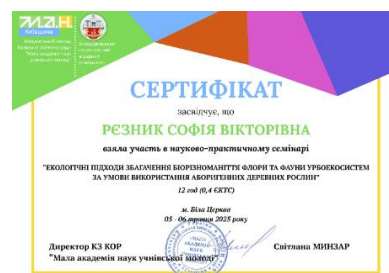 МАН
КИЇВЩИНА
СЕРТИФІКАТ
засвідчує, що
РЄЗНИК СОФІЯ ВІКТОРІВНА
взяла участь в науково-практичному семінарі
"ЕКОЛОГІЧНІ ПІДХОДИ ЗБАГАЧЕННЯ БІОРІЗНОМАНІТТЯ ФЛОРИ ТА ФАУНИ УРБОЕКОСИСТЕМ
ЗА УМОВИ ВИКОРИСТАННЯ АБОРИГЕННИХ ДЕРЕВНИХ РОСЛИН"
12 год (0,4 ЄКТС)
м. Біла Церква
05 - 06 травня 2025 року
Директор КЗ КОР
"Мала академія наук учнівської молоді"
Світлана МИНЗАР